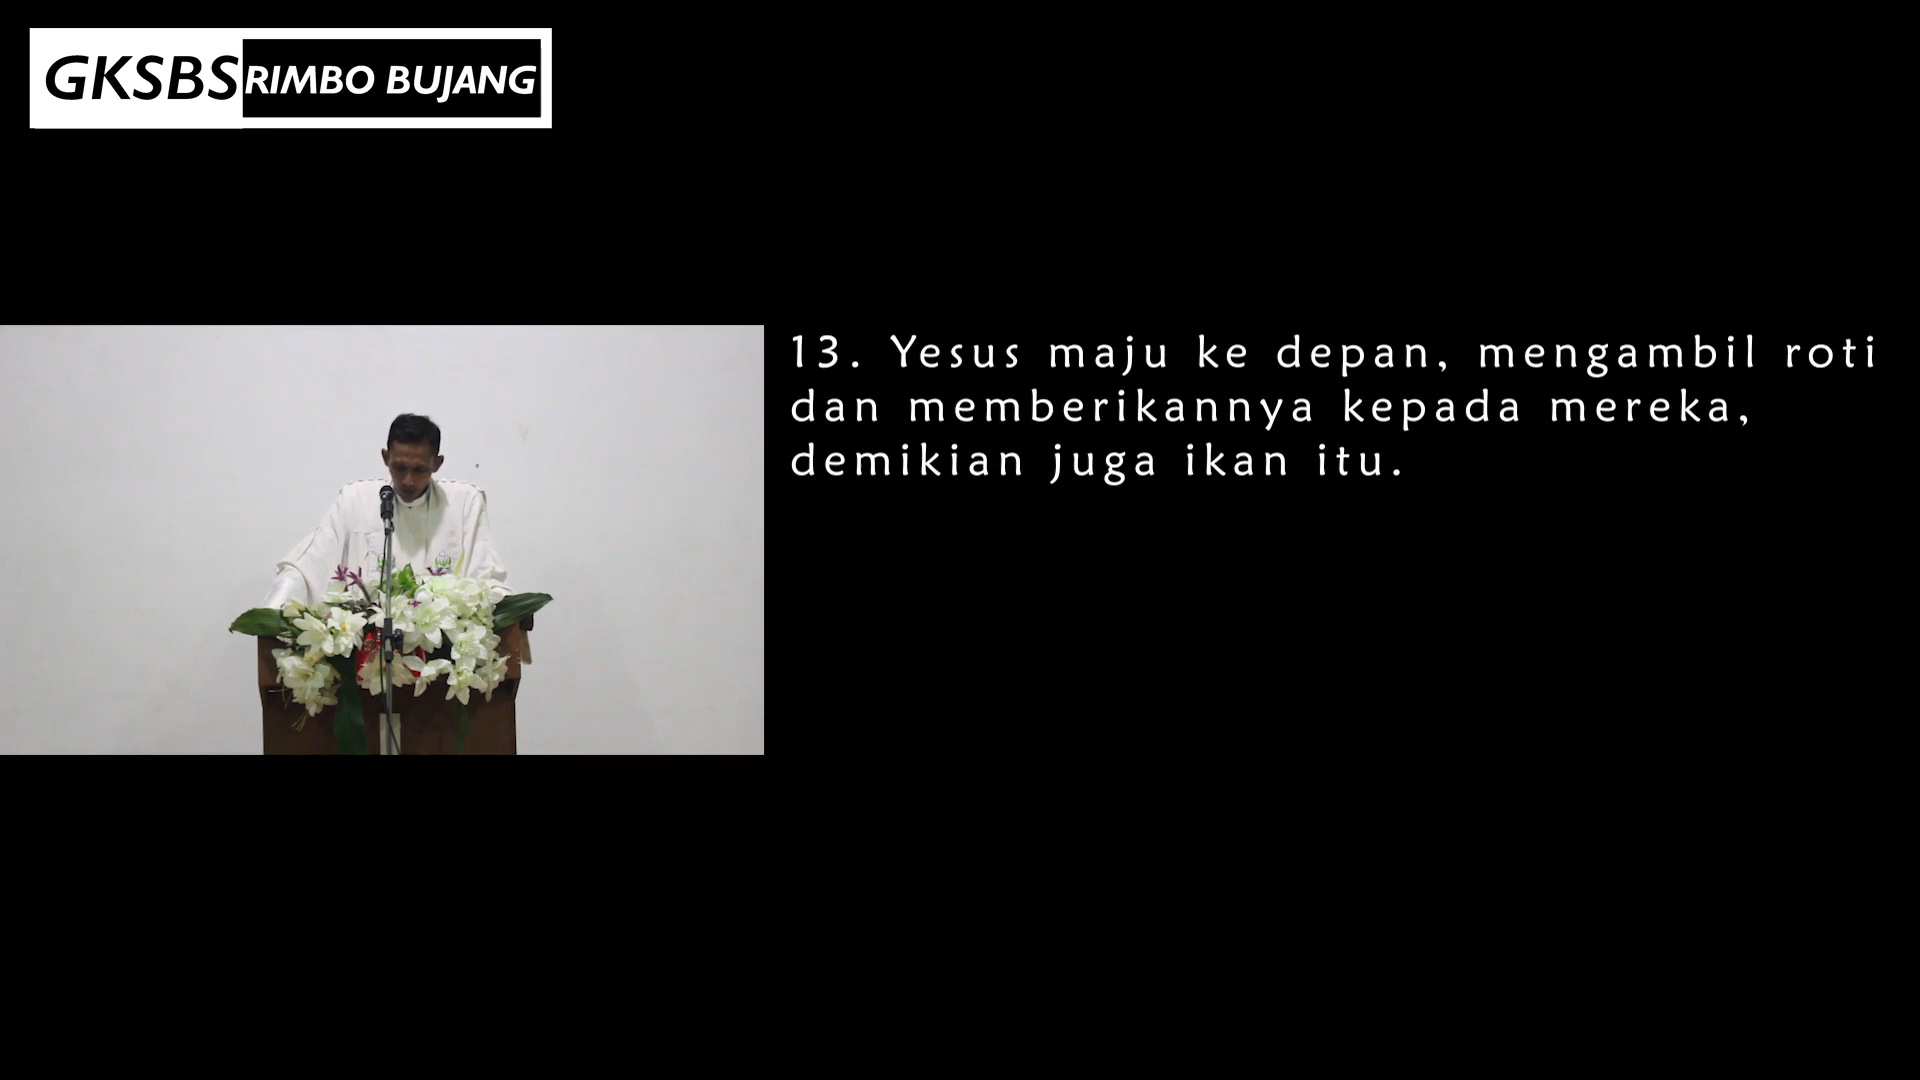 GKSBS RIMBO BUJANG
13. Yesus maju ke depan, mengambil roti
dan memberikannya kepada mereka,
demikian juga ikan itu.